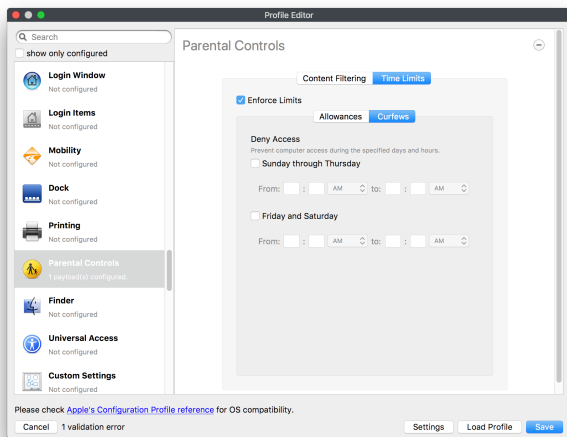 Profile Editor
Search
show only configured
Login Window
Not configured
Login Items
Not configured
Mobility
Not configured
Dock
Not configured
Printing
Not configured
Parental Controls
1 payload(s) configured.
Finder
Not configured
Universal Access
Not configured
Custom Settings
Not configured
Parental Controls
Content Filtering Time Limits
Enforce Limits
Allowances Curfews
Deny Access
Prevent computer access during the specified days and hours.
Sunday through Thursday
From: : AM to: : AM
Friday and Saturday
From: : AM to: : AM
Please check Apple's Configuration Profile reference for OS compatibility.
Cancel 1 validation error Settings Load Profile Save